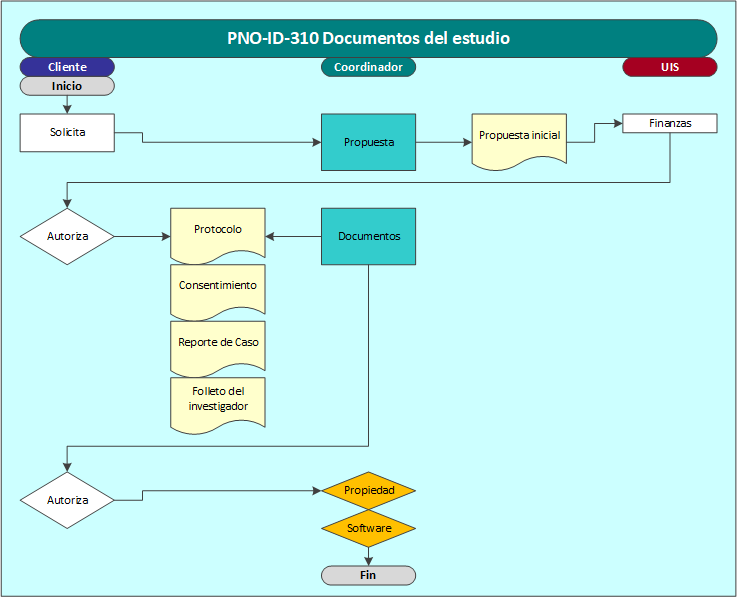 PNO-ID-310 Documentos del estudio
Cliente
Coordinador
UIS
Inicio
Solicita
Propuesta
Propuesta inicial
Finanzas
Autoriza
Protocolo
Documentos
Consentimiento
Reporte de Caso
Folleto del
investigador
Autoriza
Propiedad
Software
Fin